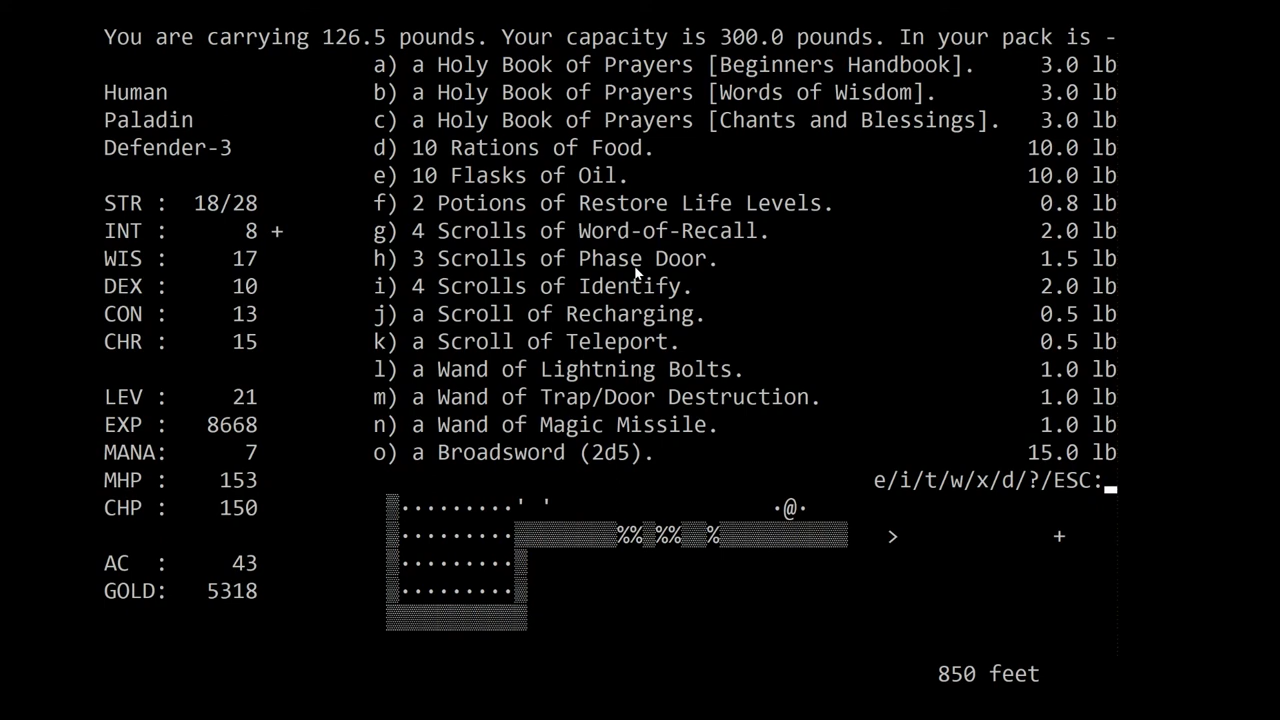 You are carrying 126.5 pounds. Your capacity is 300.0 pounds. In your pack is -
a) a Holy Book of Prayers [Beginners Handbook]. 3.0 lb
Human b) a Holy Book of Prayers [Words of Wisdom]. 3.0 lb
Paladin c) a Holy Book of Prayers [Chants and Blessings]. 3.0 lb
Defender-3 d) 10 Rations of Food. 10.0 lb
e) 10 Flasks of Oil. 10.0 lb
STR : 18/28 f) 2 Potions of Restore Life Levels. 0.8 lb
INT : 8 + g) 4 Scrolls of Word-of-Recall. 2.0 lb
WIS : 17 h) 3 Scrolls of Phase Door. 1.5 lb
DEX : 10 i) 4 Scrolls of Identify. 2.0 lb
CON : 13 j) a Scroll of Recharging. 0.5 lb
CHR : 15 k) a Scroll of Teleport. 0.5 lb
l) a Wand of Lightning Bolts. 1.0 lb
LEV : 21 m) a Wand of Trap/Door Destruction. 1.0 lb
EXP : 8668 n) a Wand of Magic Missile. 1.0 lb
MANA: 7 o) a Broadsword (2d5). 15.0 lb
MHP : 153 e/i/t/w/x/d/?/ESC:
CHP : 150 ▒·········' ' ·@·
▒·········▒▒▒▒▒▒▒▒%%▒%%▒▒%▒▒▒▒▒▒▒▒▒▒ > +
AC : 43 ▒·········▒
GOLD: 5318 ▒·········▒
▒▒▒▒▒▒▒▒▒▒▒
850 feet